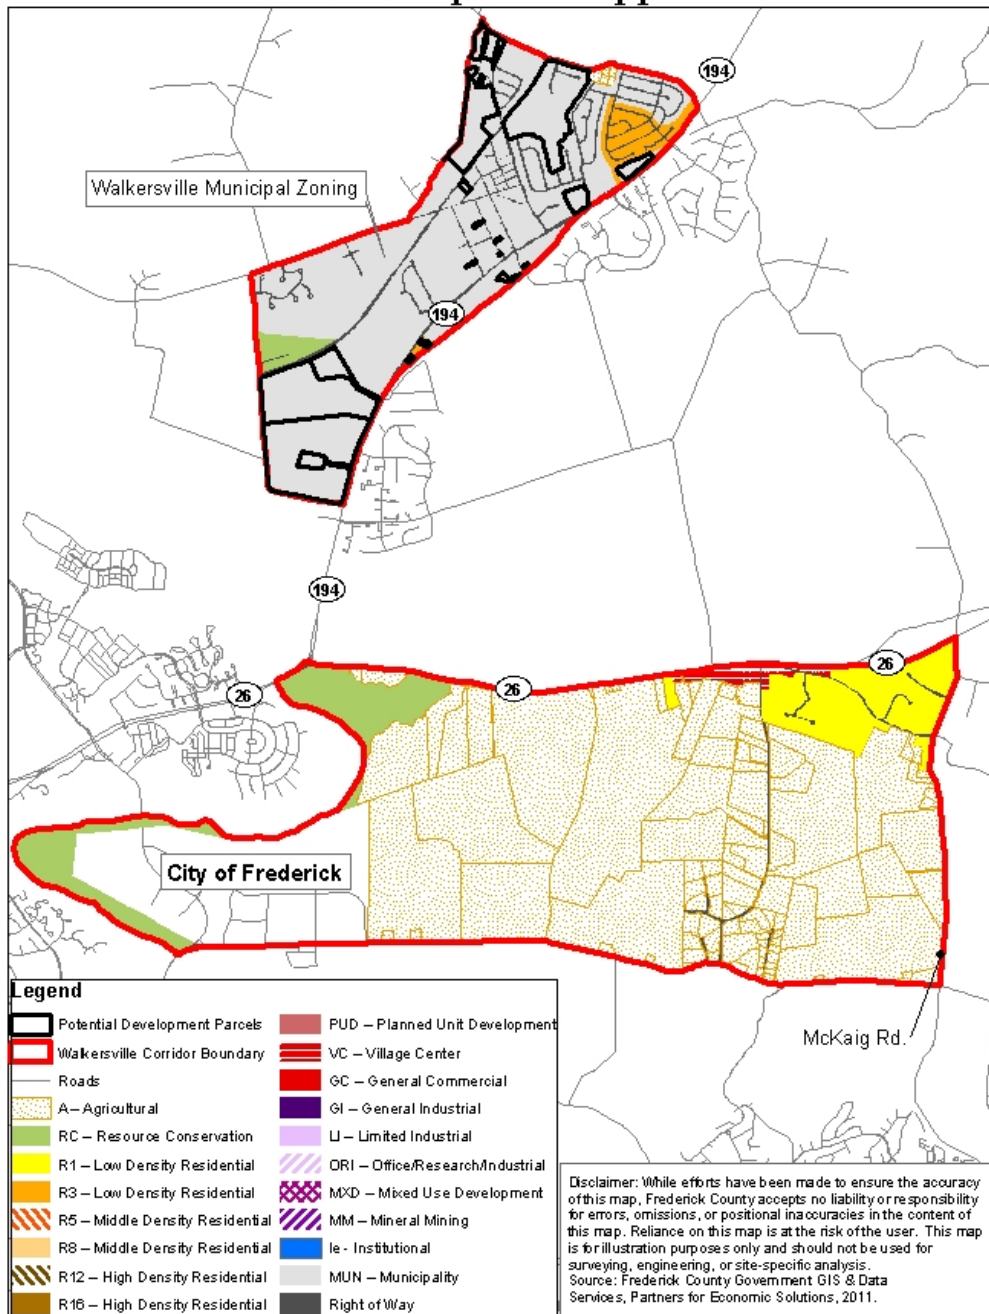 194
Walkersville Municipal Zoning
194
194
26
26
26
City of Frederick
McKaig Rd.
Legend
Potential Development Parcels
Walkersville Corridor Boundary
Roads
A – Agricultural
RC – Resource Conservation
R1 – Low Density Residential
R3 – Low Density Residential
R5 – Middle Density Residential
R8 – Middle Density Residential
R12 – High Density Residential
R16 – High Density Residential
PUD – Planned Unit Development
VC – Village Center
GC – General Commercial
GI – General Industrial
LI – Limited Industrial
ORI – Office/Research/Industrial
MXD – Mixed Use Development
MM – Mineral Mining
Ie - Institutional
MUN – Municipality
Right of Way
Disclaimer: While efforts have been made to ensure the accuracy
of this map, Frederick County accepts no liability or responsibility
for errors, omissions, or positional inaccuracies in the content of
this map. Reliance on this map is at the risk of the user. This map
is for illustration purposes only and should not be used for
surveying, engineering, or site-specific analysis.
Source: Frederick County Government GIS & Data
Services, Partners for Economic Solutions, 2011.